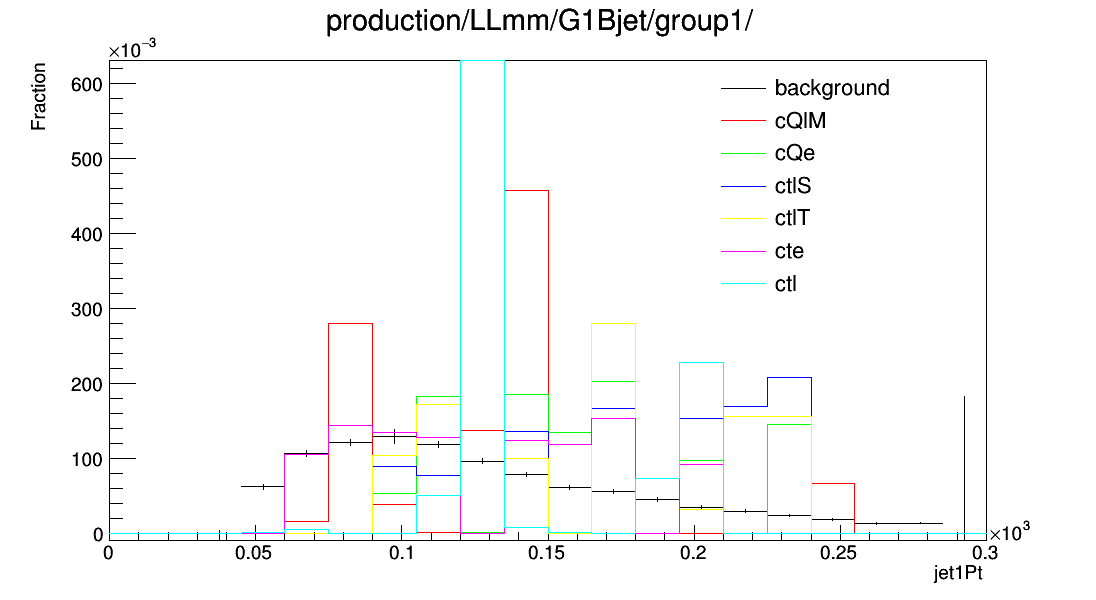 production/LLmm/G1Bjet/group1/
×10⁻³
Fraction
600
500
400
300
200
100
0
background
cQlM
cQe
ctlS
ctlT
cte
ctl
0 0.05 0.1 0.15 0.2 0.25 0.3
×10³
jet1Pt